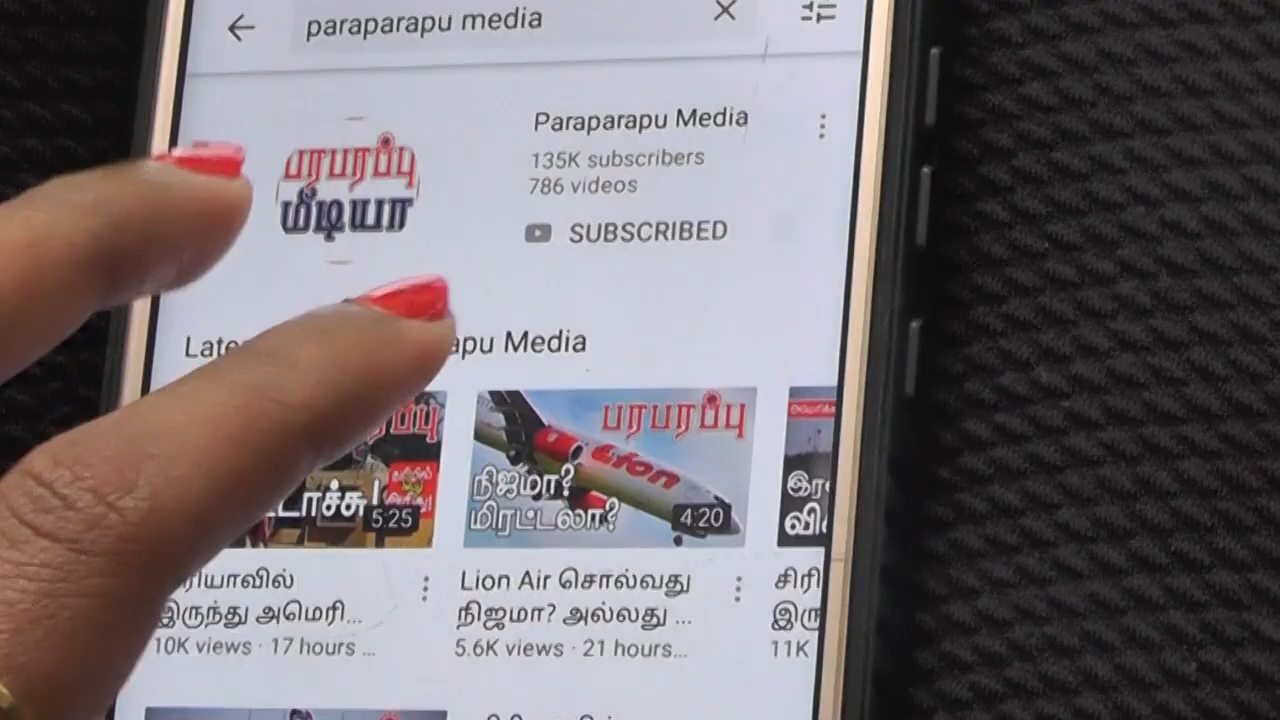 paraparapu media
பரபரப்பு
மீடியா
Paraparapu Media
135K subscribers
786 videos
SUBSCRIBED
Media
5:25
பரபரப்பு
Lion
நிஜமா?
மிரட்டலா?
4:20
இருந்து அமெரி...
10K views · 17 hours ...
Lion Air சொல்வது
நிஜமா? அல்லது ...
5.6K views · 21 hours...
11K